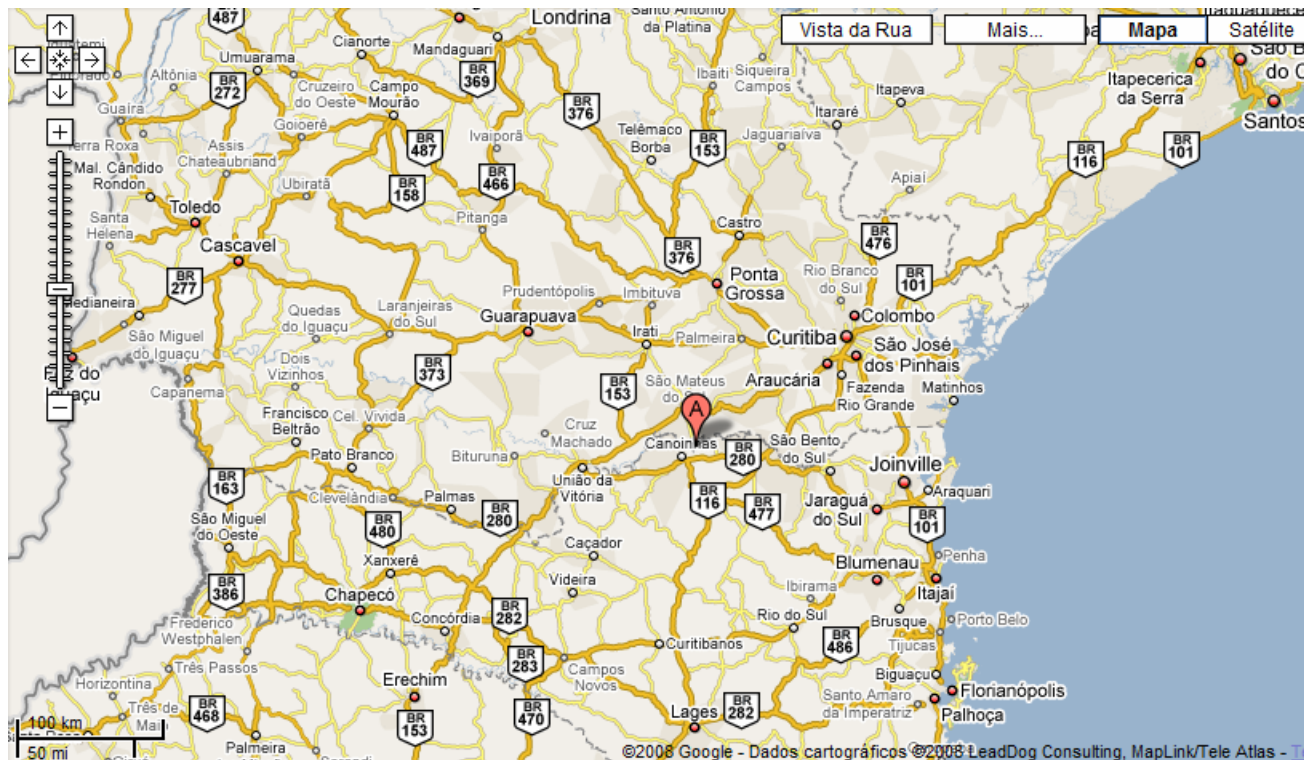 BR
487
Londrina
Santo Antônio
da Platina
Vista da Rua
Mais...
Mapa
Satélite
Cianorte
Mandaguari
Umuarama
Altônia
BR
272
Cruzeiro
do Oeste
Campo
Mourão
BR
369
Ibaiti
Siqueira
Campos
Itapeva
Itapecerica
da Serra
São B
do C
Santos
Guaíra
Goioerê
BR
376
Itararé
Terra Roxa
Assis
Chateaubriand
BR
487
Ivaiporã
Telêmaco
Borba
BR
153
Jaguariaíva
BR
116
BR
101
Mal. Cândido
Rondon
Ubiratã
BR
158
BR
466
Apiaí
Toledo
Santa
Helena
Pitanga
Castro
Cascavel
BR
376
BR
476
BR
277
Ponta
Grossa
Rio Branco
do Sul
BR
101
Medianeira
Quedas
do Iguaçu
Laranjeiras
do Sul
Prudentópolis
Imbituva
Guarapuava
Colombo
São Miguel
do Iguaçu
Irati
Palmeira
Curitiba
São José
dos Pinhais
Foz do
Iguaçu
Dois
Vizinhos
BR
373
BR
153
São Mateus
do Sul
Araucária
Capanema
Fazenda
Rio Grande
Matinhos
Francisco
Beltrão
Cel. Vivida
Cruz
Machado
A
Canoinhas
São Bento
do Sul
Pato Branco
Bituruna
BR
280
BR
163
União da
Vitória
Joinville
Clevelândia
Palmas
BR
116
BR
477
Jaraguá
do Sul
Araquari
São Miguel
do Oeste
BR
480
BR
280
BR
101
Caçador
Penha
Xanxerê
Blumenau
BR
386
Chapecó
Videira
Ibirama
Itajaí
Frederico
Westphalen
Concórdia
BR
282
Rio do Sul
Brusque
Porto Belo
Três Passos
Curitibanos
BR
486
Tijucas
BR
283
Campos
Novos
Horizontina
Erechim
Biguaçu
Santo Amaro
da Imperatriz
Florianópolis
Palhoça
Três de
Maio
BR
468
BR
153
BR
470
Lages
BR
282
100 km
50 mi
Palmeira
©2008 Google - Dados cartográficos ©2008 LeadDog Consulting, MapLink/Tele Atlas -